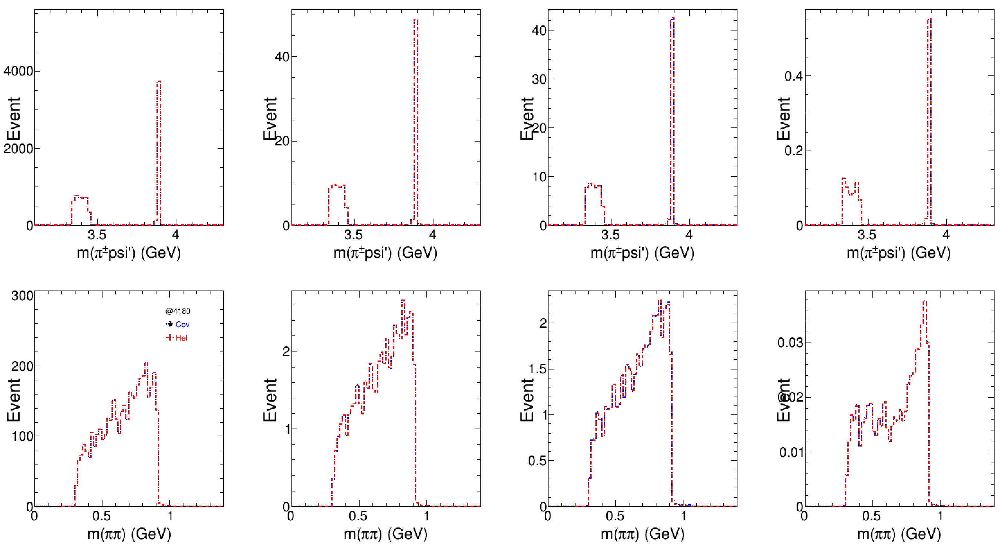 4000
2000
0
3.5 4
Event
m(π±psi') (GeV)
40
20
0
3.5 4
Event
m(π±psi') (GeV)
40
30
20
10
0
3.5 4
Event
m(π±psi') (GeV)
0.4
0.2
0
3.5 4
Event
m(π±psi') (GeV)
300
200
100
0
0 0.5 1
Event
@4180
Cov
Hel
m(ππ) (GeV)
2
1
0
0 0.5 1
Event
m(ππ) (GeV)
2
1.5
1
0.5
0
0 0.5 1
Event
m(ππ) (GeV)
0.03
0.02
0.01
0
0 0.5 1
Event
m(ππ) (GeV)